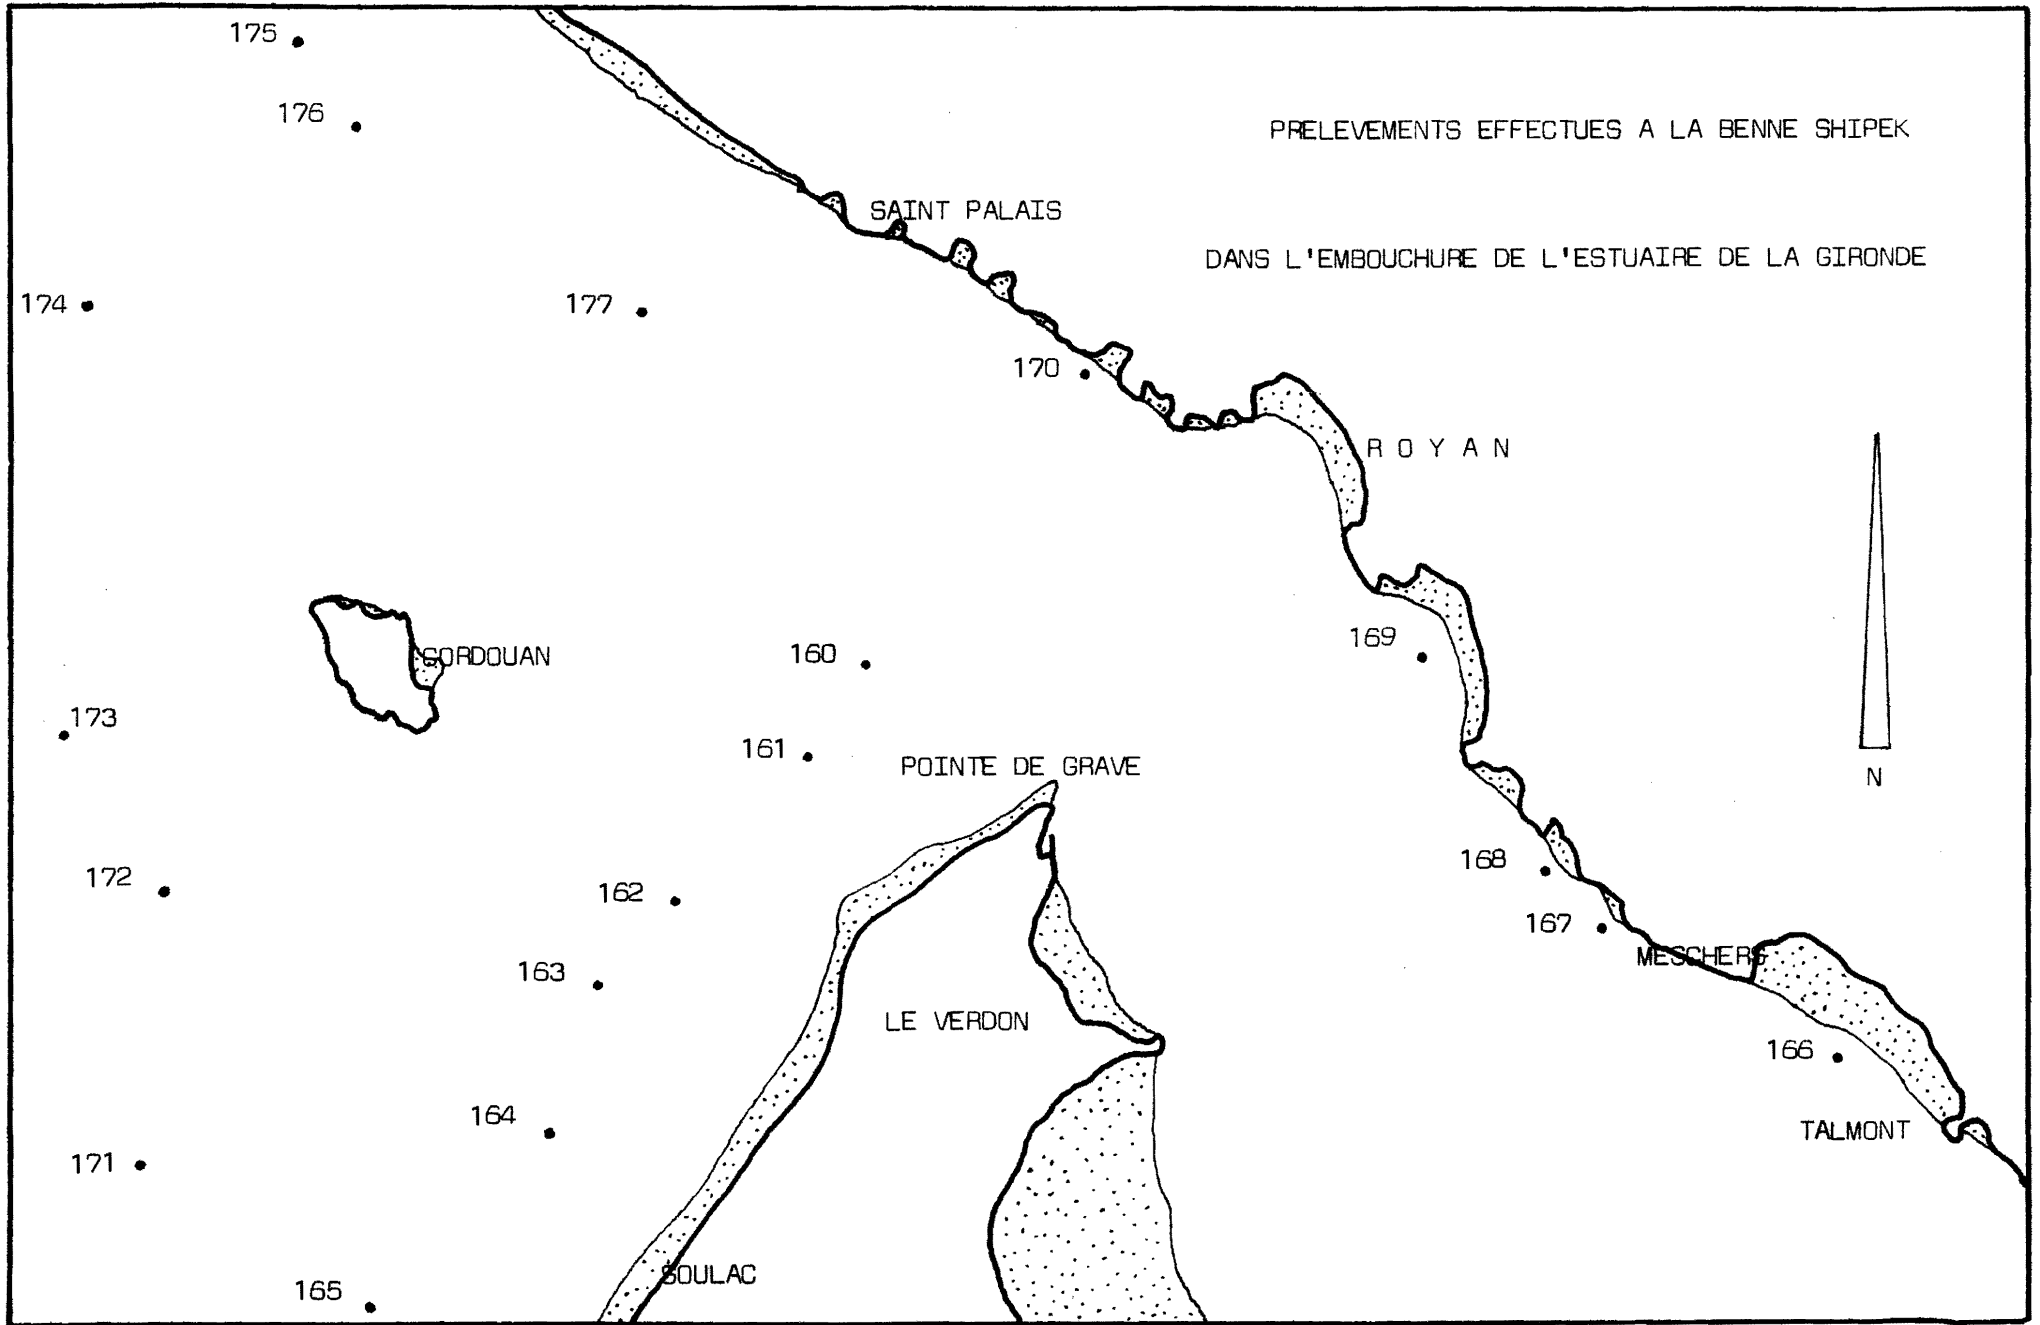 175
176
PRELEVEMENTS EFFECTUES A LA BENNE SHIPEK
SAINT PALAIS
DANS L'EMBOUCHURE DE L'ESTUAIRE DE LA GIRONDE
174
177
170
R O Y A N
169
160
CORDOUAN
173
161
POINTE DE GRAVE
N
168
172
162
167
MESCHERS
163
LE VERDON
166
164
TALMONT
171
SOULAC
165